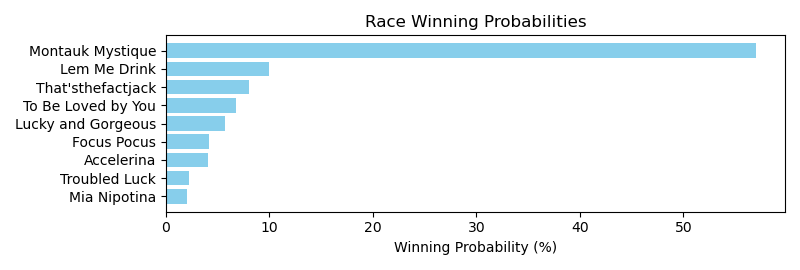 Race Winning Probabilities
Montauk Mystique
Lem Me Drink
That'sthefactjack
To Be Loved by You
Lucky and Gorgeous
Focus Pocus
Accelerina
Troubled Luck
Mia Nipotina
0 10 20 30 40 50
Winning Probability (%)